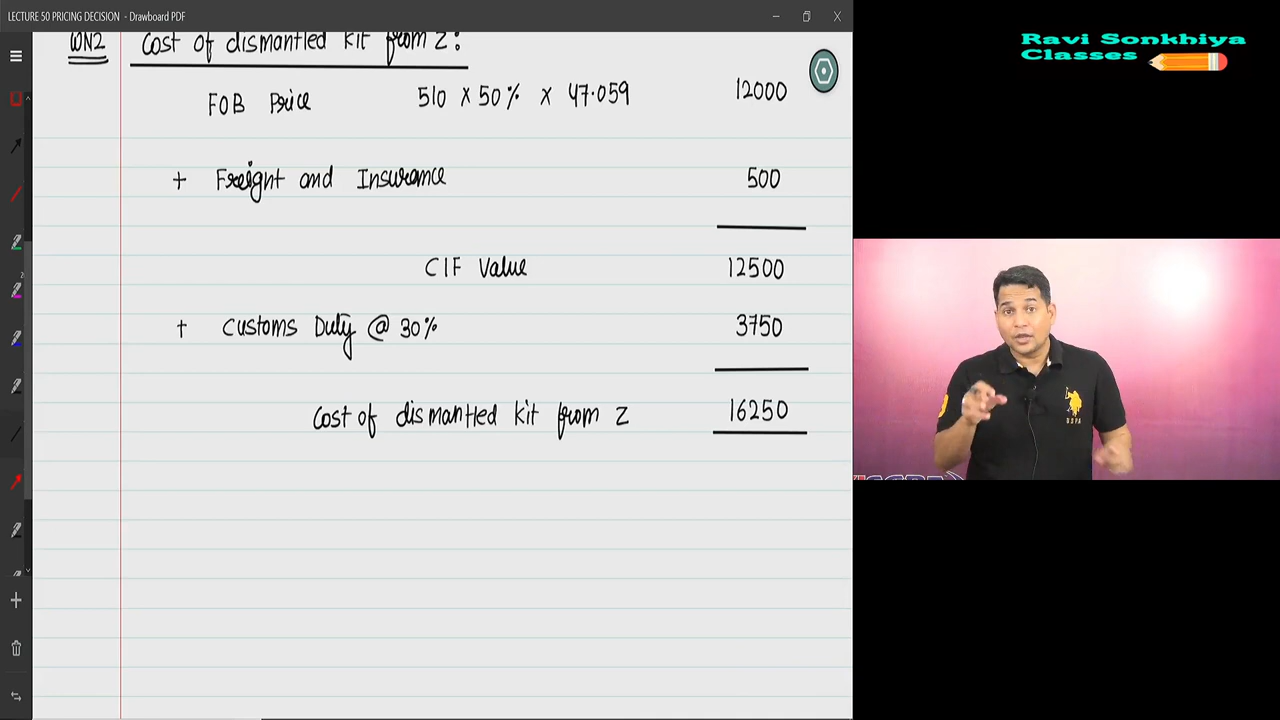 LECTURE 50 PRICING DECISION - Drawboard PDF
Ravi Sonkhiya
Classes
WN2 Cost of dismantled kit from Z:
FOB Price 510 × 50% × 47.059 12000
+ Freight and Insurance 500
CIF Value 12500
+ Customs Duty @ 30% 3750
Cost of dismantled kit from Z 16250